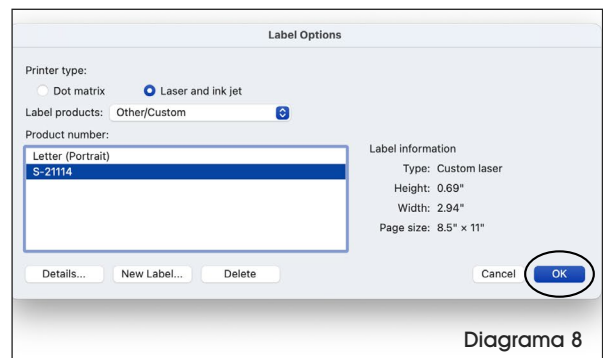 Label Options
Printer type:
Dot matrix Laser and ink jet
Label products: Other/Custom
Product number:
Letter (Portrait)
S-21114
Label information
Type: Custom laser
Height: 0.69"
Width: 2.94"
Page size: 8.5" × 11"
Details... New Label... Delete Cancel OK
Diagrama 8